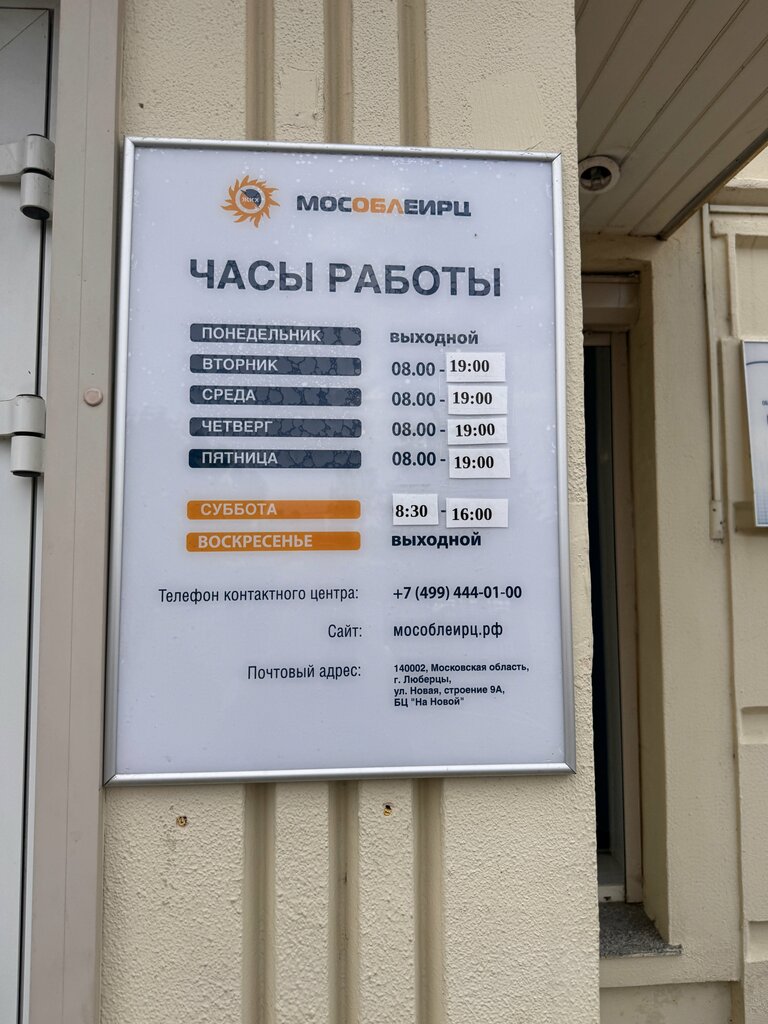 ЖКХ
МОСОБЛЕИРЦ
ЧАСЫ РАБОТЫ
ПОНЕДЕЛЬНИК выходной
ВТОРНИК 08.00 - 19:00
СРЕДА 08.00 - 19:00
ЧЕТВЕРГ 08.00 - 19:00
ПЯТНИЦА 08.00 - 19:00
СУББОТА 8:30 - 16:00
ВОСКРЕСЕНЬЕ выходной
Телефон контактного центра: +7 (499) 444-01-00
Сайт: мособлеирц.рф
Почтовый адрес: 140002, Московская область,
г. Люберцы,
ул. Новая, строение 9А,
БЦ "На Новой"